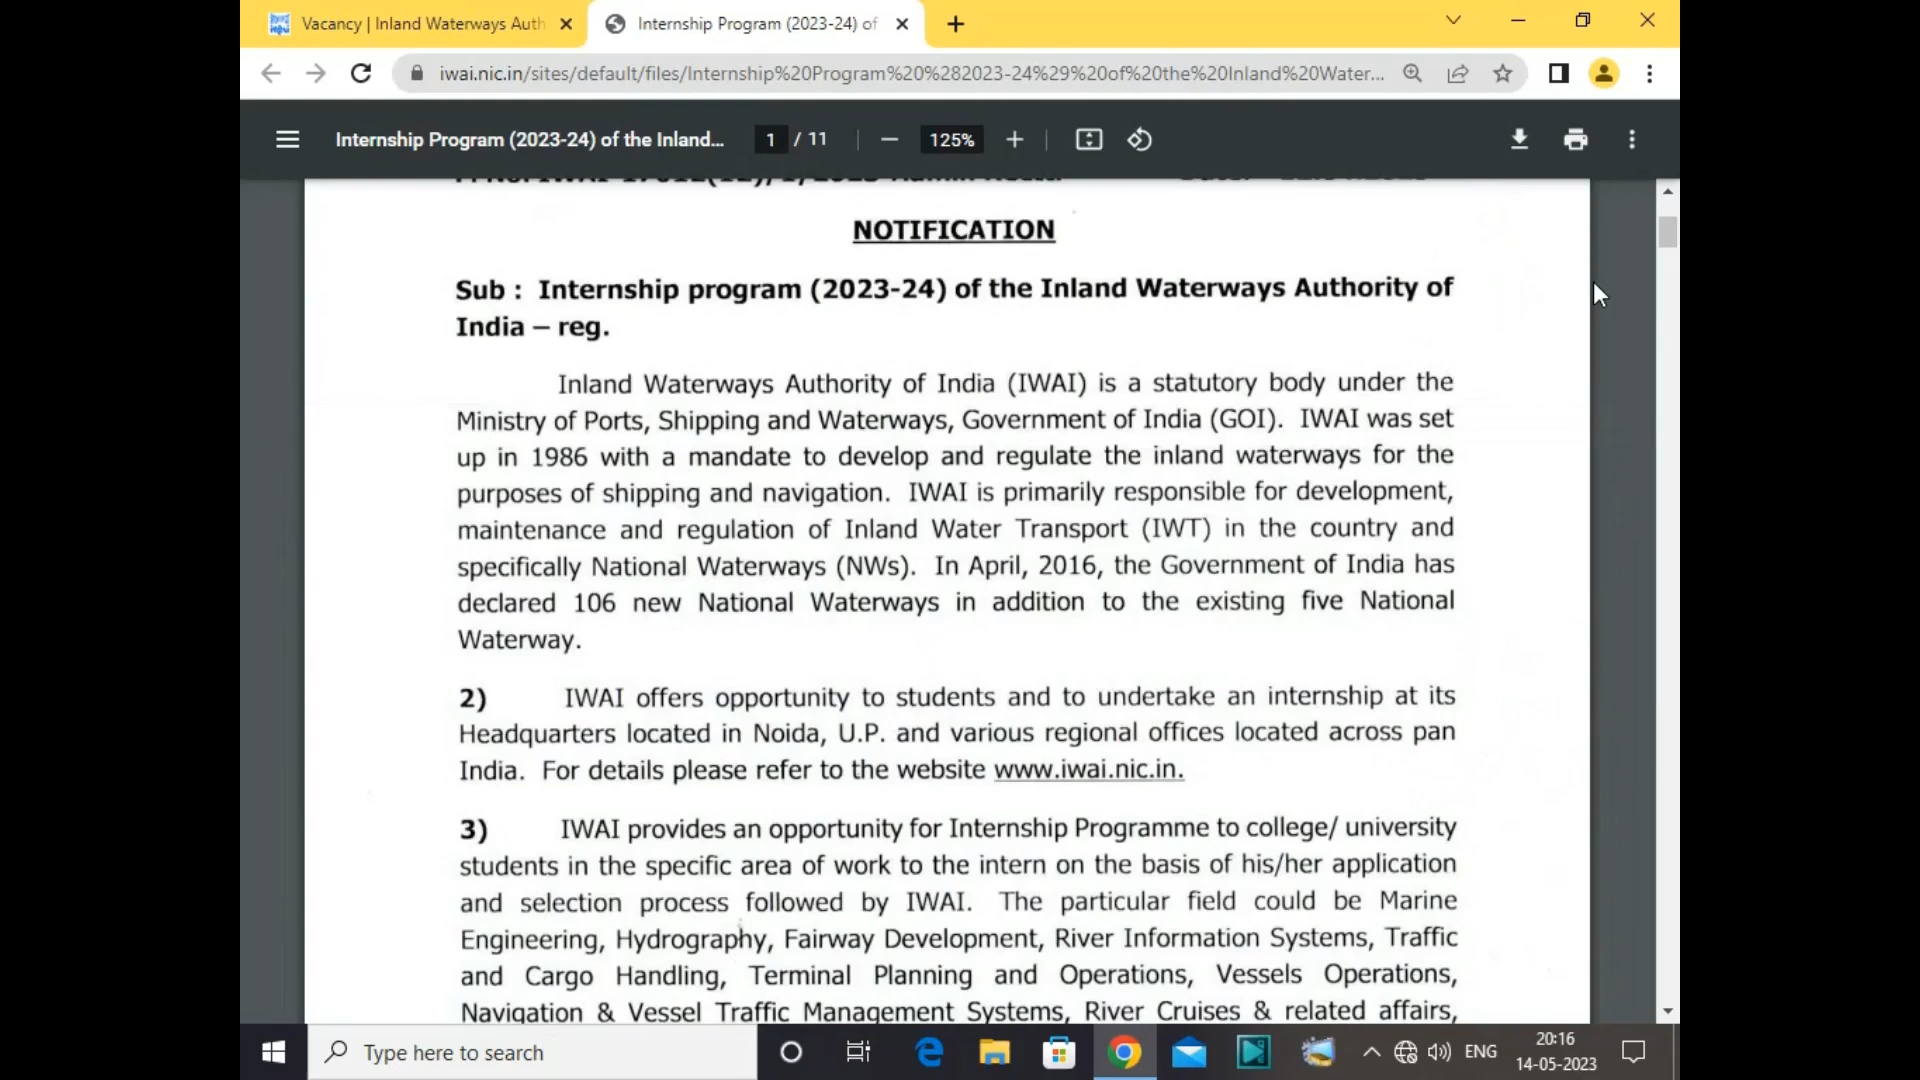 Vacancy | Inland Waterways Auth
Internship Program (2023-24) of
iwai.nic.in/sites/default/files/Internship%20Program%20%282023-24%29%20of%20the%20Inland%20Water...
Internship Program (2023-24) of the Inland...
1 / 11
125%
NOTIFICATION
Sub : Internship program (2023-24) of the Inland Waterways Authority of
India – reg.
Inland Waterways Authority of India (IWAI) is a statutory body under the
Ministry of Ports, Shipping and Waterways, Government of India (GOI). IWAI was set
up in 1986 with a mandate to develop and regulate the inland waterways for the
purposes of shipping and navigation. IWAI is primarily responsible for development,
maintenance and regulation of Inland Water Transport (IWT) in the country and
specifically National Waterways (NWs). In April, 2016, the Government of India has
declared 106 new National Waterways in addition to the existing five National
Waterway.
2) IWAI offers opportunity to students and to undertake an internship at its
Headquarters located in Noida, U.P. and various regional offices located across pan
India. For details please refer to the website www.iwai.nic.in.
3) IWAI provides an opportunity for Internship Programme to college/ university
students in the specific area of work to the intern on the basis of his/her application
and selection process followed by IWAI. The particular field could be Marine
Engineering, Hydrography, Fairway Development, River Information Systems, Traffic
and Cargo Handling, Terminal Planning and Operations, Vessels Operations,
Navigation & Vessel Traffic Management Systems, River Cruises & related affairs,
Type here to search
ENG
20:16
14-05-2023